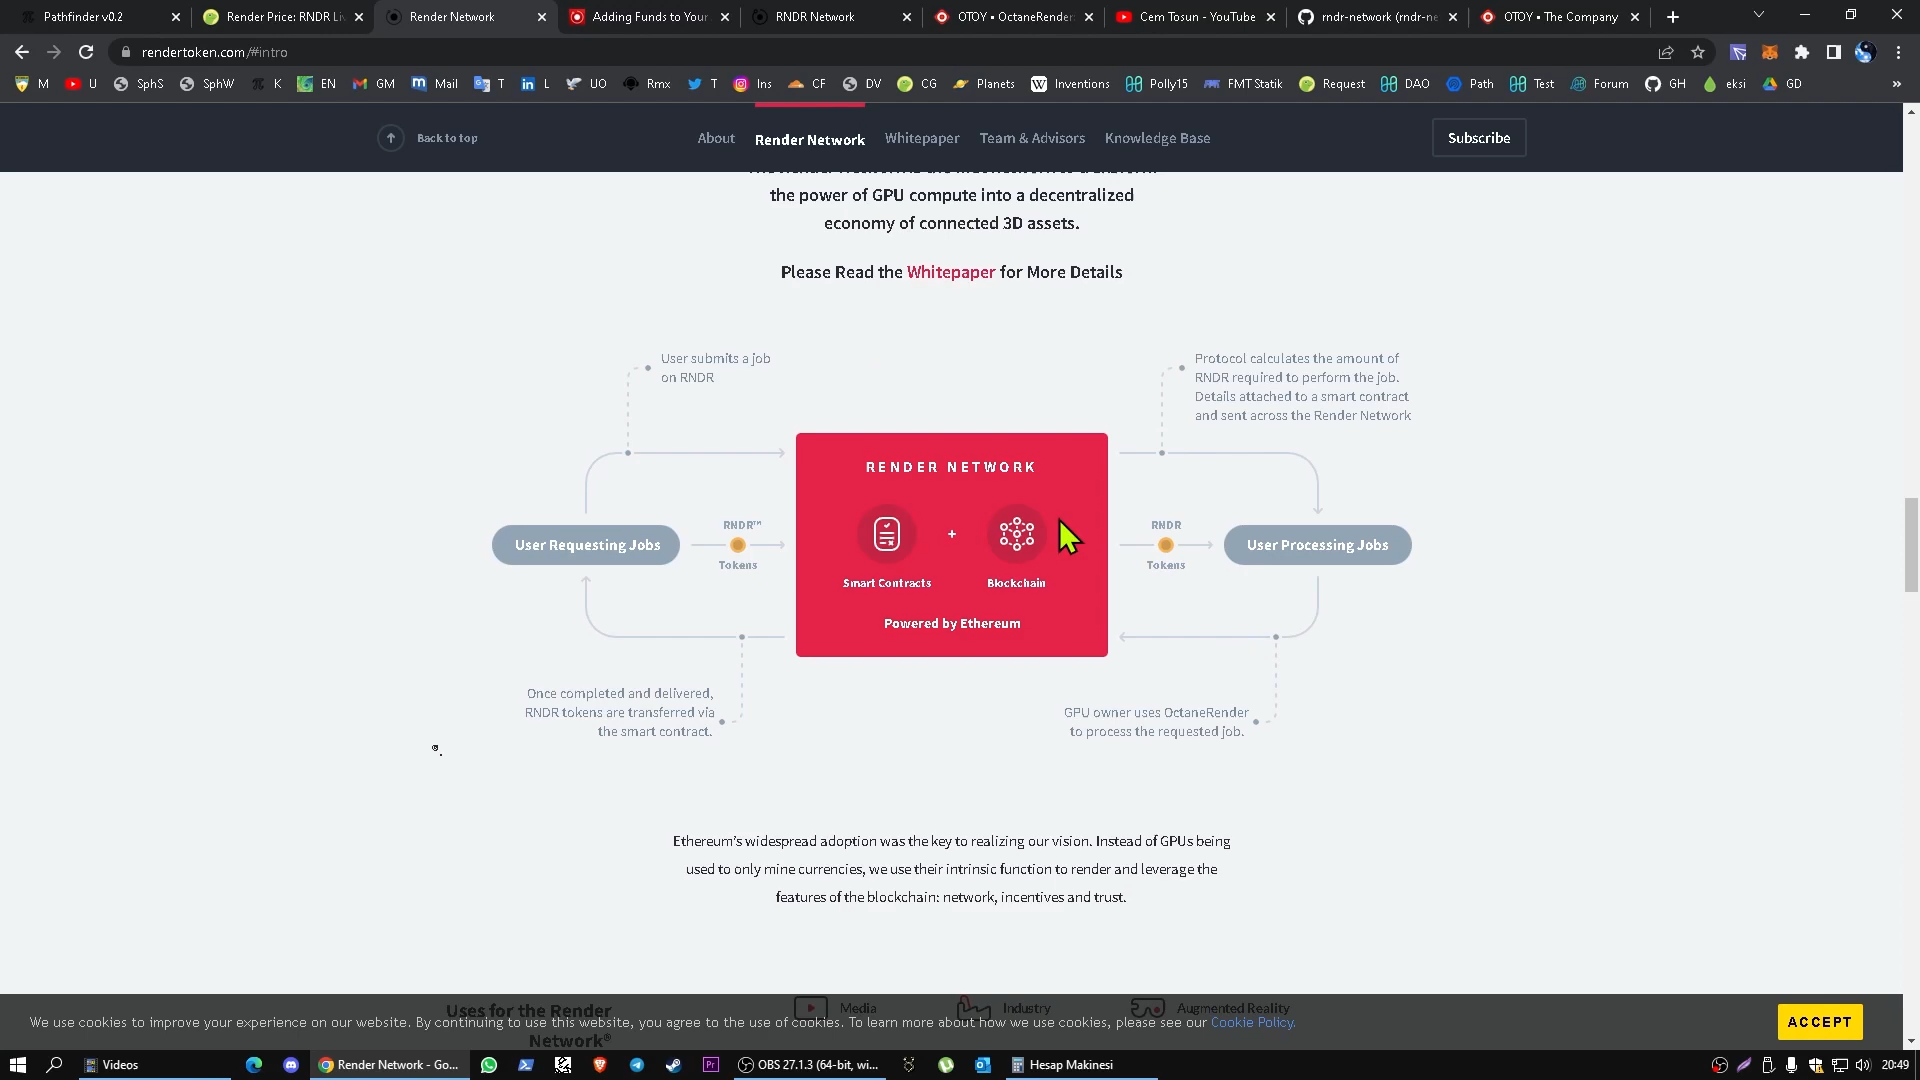 Pathfinder v0.2
Render Price: RNDR Li
Render Network
Adding Funds to Your
RNDR Network
OTOY • OctaneRender
Cem Tosun - YouTube
rndr-network (rndr-ne
OTOY • The Company
rendertoken.com/#intro
M
U
SphS
SphW
K
EN
GM
Mail
T
L
UO
Rmx
T
Ins
CF
DV
CG
Planets
Inventions
Polly15
FMT Statik
Request
DAO
Path
Test
Forum
GH
eksi
GD
»
Back to top
About
Render Network
Whitepaper
Team & Advisors
Knowledge Base
Subscribe
the power of GPU compute into a decentralized
economy of connected 3D assets.
Please Read the Whitepaper for More Details
User submits a job
on RNDR
Protocol calculates the amount of
RNDR required to perform the job.
Details attached to a smart contract
and sent across the Render Network
RENDER NETWORK
+
Smart Contracts
Blockchain
Powered by Ethereum
User Requesting Jobs
RNDR™
Tokens
RNDR
Tokens
User Processing Jobs
Once completed and delivered,
RNDR tokens are transferred via
the smart contract.
GPU owner uses OctaneRender
to process the requested job.
Ethereum’s widespread adoption was the key to realizing our vision. Instead of GPUs being
used to only mine currencies, we use their intrinsic function to render and leverage the
features of the blockchain: network, incentives and trust.
Uses for the Render
Network®
Media
Industry
Augmented Reality
We use cookies to improve your experience on our website. By continuing to use this website, you agree to the use of cookies. To learn more about how we use cookies, please see our Cookie Policy.
ACCEPT
Videos
Render Network - Go...
OBS 27.1.3 (64-bit, wi...
Hesap Makinesi
20:49